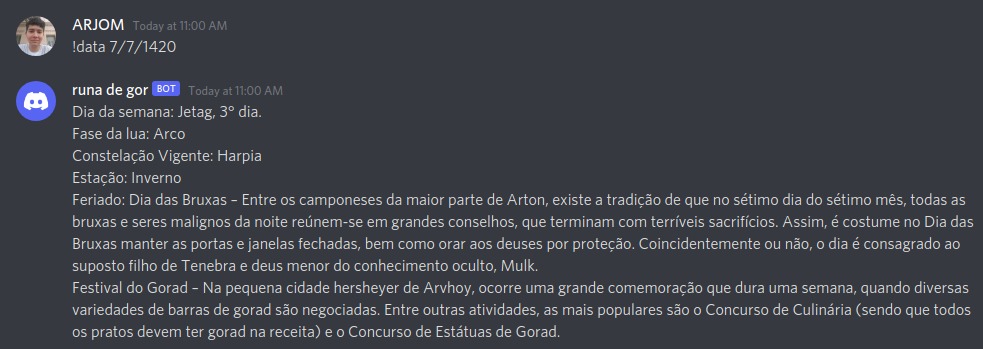 ARJOM Today at 11:00 AM
!data 7/7/1420
runa de gor BOT Today at 11:00 AM
Dia da semana: Jetag, 3° dia.
Fase da lua: Arco
Constelação Vigente: Harpia
Estação: Inverno
Feriado: Dia das Bruxas – Entre os camponeses da maior parte de Arton, existe a tradição de que no sétimo dia do sétimo mês, todas as
bruxas e seres malignos da noite reúnem-se em grandes conselhos, que terminam com terríveis sacrifícios. Assim, é costume no Dia das
Bruxas manter as portas e janelas fechadas, bem como orar aos deuses por proteção. Coincidentemente ou não, o dia é consagrado ao
suposto filho de Tenebra e deus menor do conhecimento oculto, Mulk.
Festival do Gorad – Na pequena cidade hersheyer de Arvhoy, ocorre uma grande comemoração que dura uma semana, quando diversas
variedades de barras de gorad são negociadas. Entre outras atividades, as mais populares são o Concurso de Culinária (sendo que todos
os pratos devem ter gorad na receita) e o Concurso de Estátuas de Gorad.